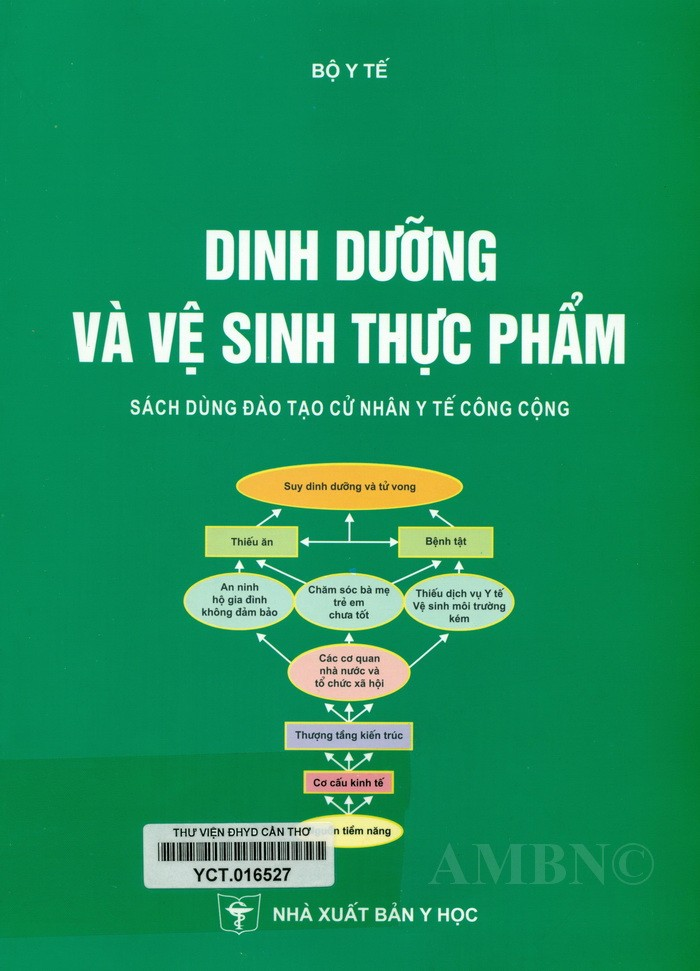 BỘ Y TẾ
DINH DƯỠNG
VÀ VỆ SINH THỰC PHẨM
SÁCH DÙNG ĐÀO TẠO CỬ NHÂN Y TẾ CÔNG CỘNG
Suy dinh dưỡng và tử vong
Thiếu ăn
Bệnh tật
An ninh
hộ gia đình
không đảm bảo
Chăm sóc bà mẹ
trẻ em
chưa tốt
Thiếu dịch vụ Y tế
Vệ sinh môi trường
kém
Các cơ quan
nhà nước và
tổ chức xã hội
Thượng tầng kiến trúc
Cơ cấu kinh tế
tiềm năng
THƯ VIỆN ĐHYD CẦN THƠ
YCT.016527
AMBN©
NHÀ XUẤT BẢN Y HỌC